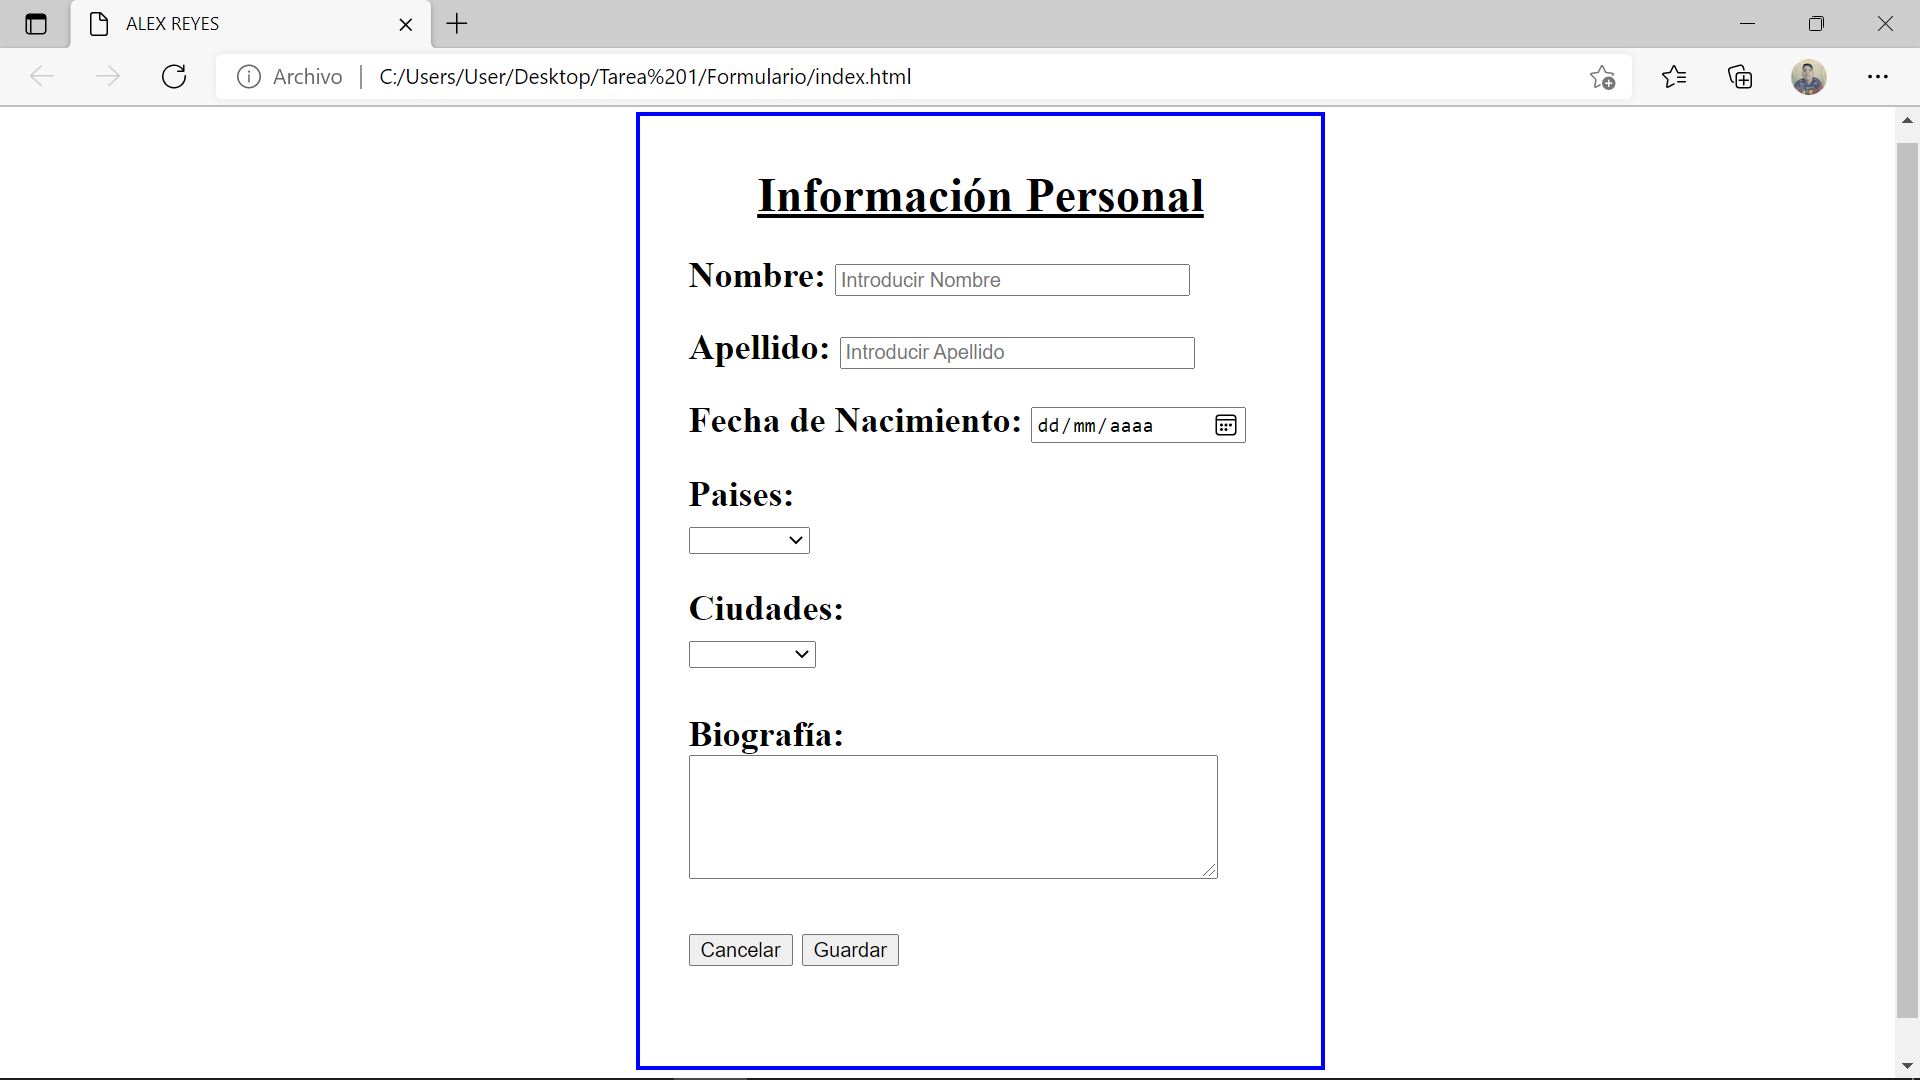 ALEX REYES
Archivo
C:/Users/User/Desktop/Tarea%201/Formulario/index.html
Información Personal
Nombre: Introducir Nombre
Apellido: Introducir Apellido
Fecha de Nacimiento: dd/mm/aaaa
Paises:
Ciudades:
Biografía:
Cancelar Guardar